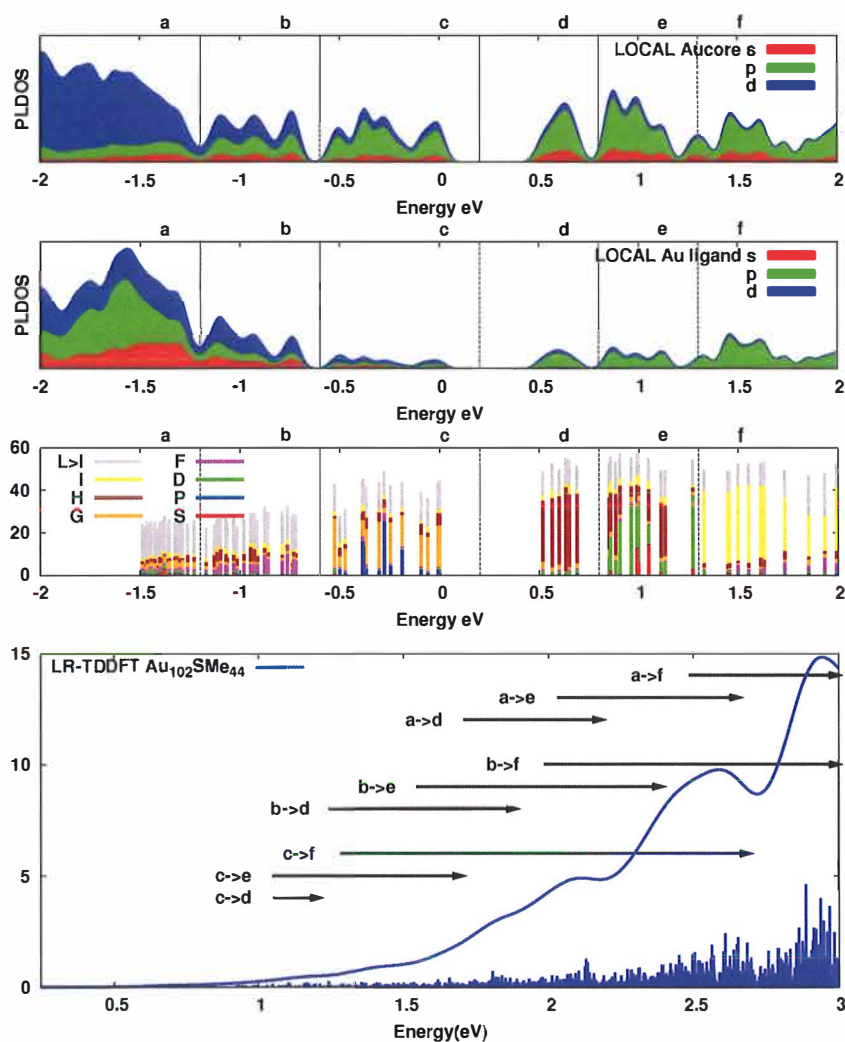 a b c d e f
LOCAL Aucore s
p
d
PLDOS
-2 -1.5 -1 -0.5 0 0.5 1 1.5 2
Energy eV
a b c d e f
LOCAL Au ligand s
p
d
PLDOS
-2 -1.5 -1 -0.5 0 0.5 1 1.5 2
Energy eV
a b c d e f
60
40
20
0
L>I F
I D
H P
G S
-2 -1.5 -1 -0.5 0 0.5 1 1.5 2
Energy eV
15
10
5
0
LR-TDDFT Au₁₀₂SMe₄₄
a->f
a->e
a->d
b->f
b->e
b->d
c->f
c->e
c->d
0.5 1 1.5 2 2.5 3
Energy(eV)